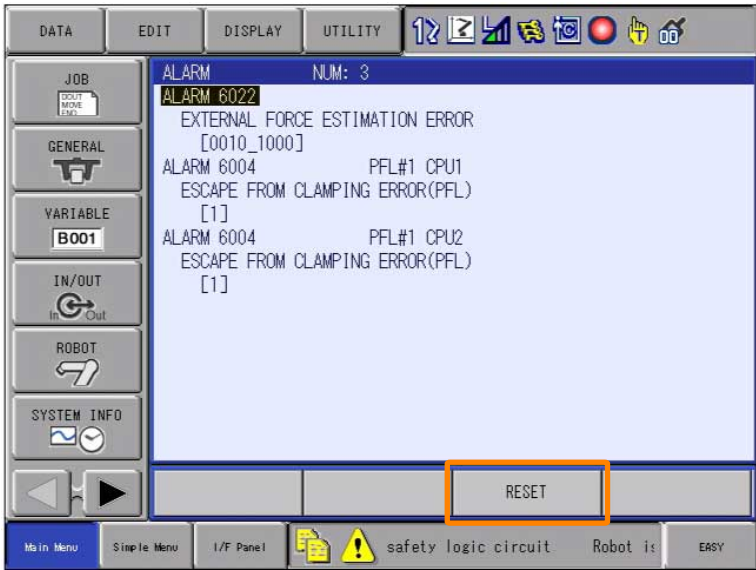 DATA
EDIT
DISPLAY
UTILITY
JOB
DOUT
MOVE
END
GENERAL
VARIABLE
B001
IN/OUT
In Out
ROBOT
SYSTEM INFO
ALARM NUM: 3
ALARM 6022
EXTERNAL FORCE ESTIMATION ERROR
[0010_1000]
ALARM 6004 PFL#1 CPU1
ESCAPE FROM CLAMPING ERROR(PFL)
[1]
ALARM 6004 PFL#1 CPU2
ESCAPE FROM CLAMPING ERROR(PFL)
[1]
RESET
Main Menu
Simple Menu
I/F Panel
safety logic circuit Robot is
EASY